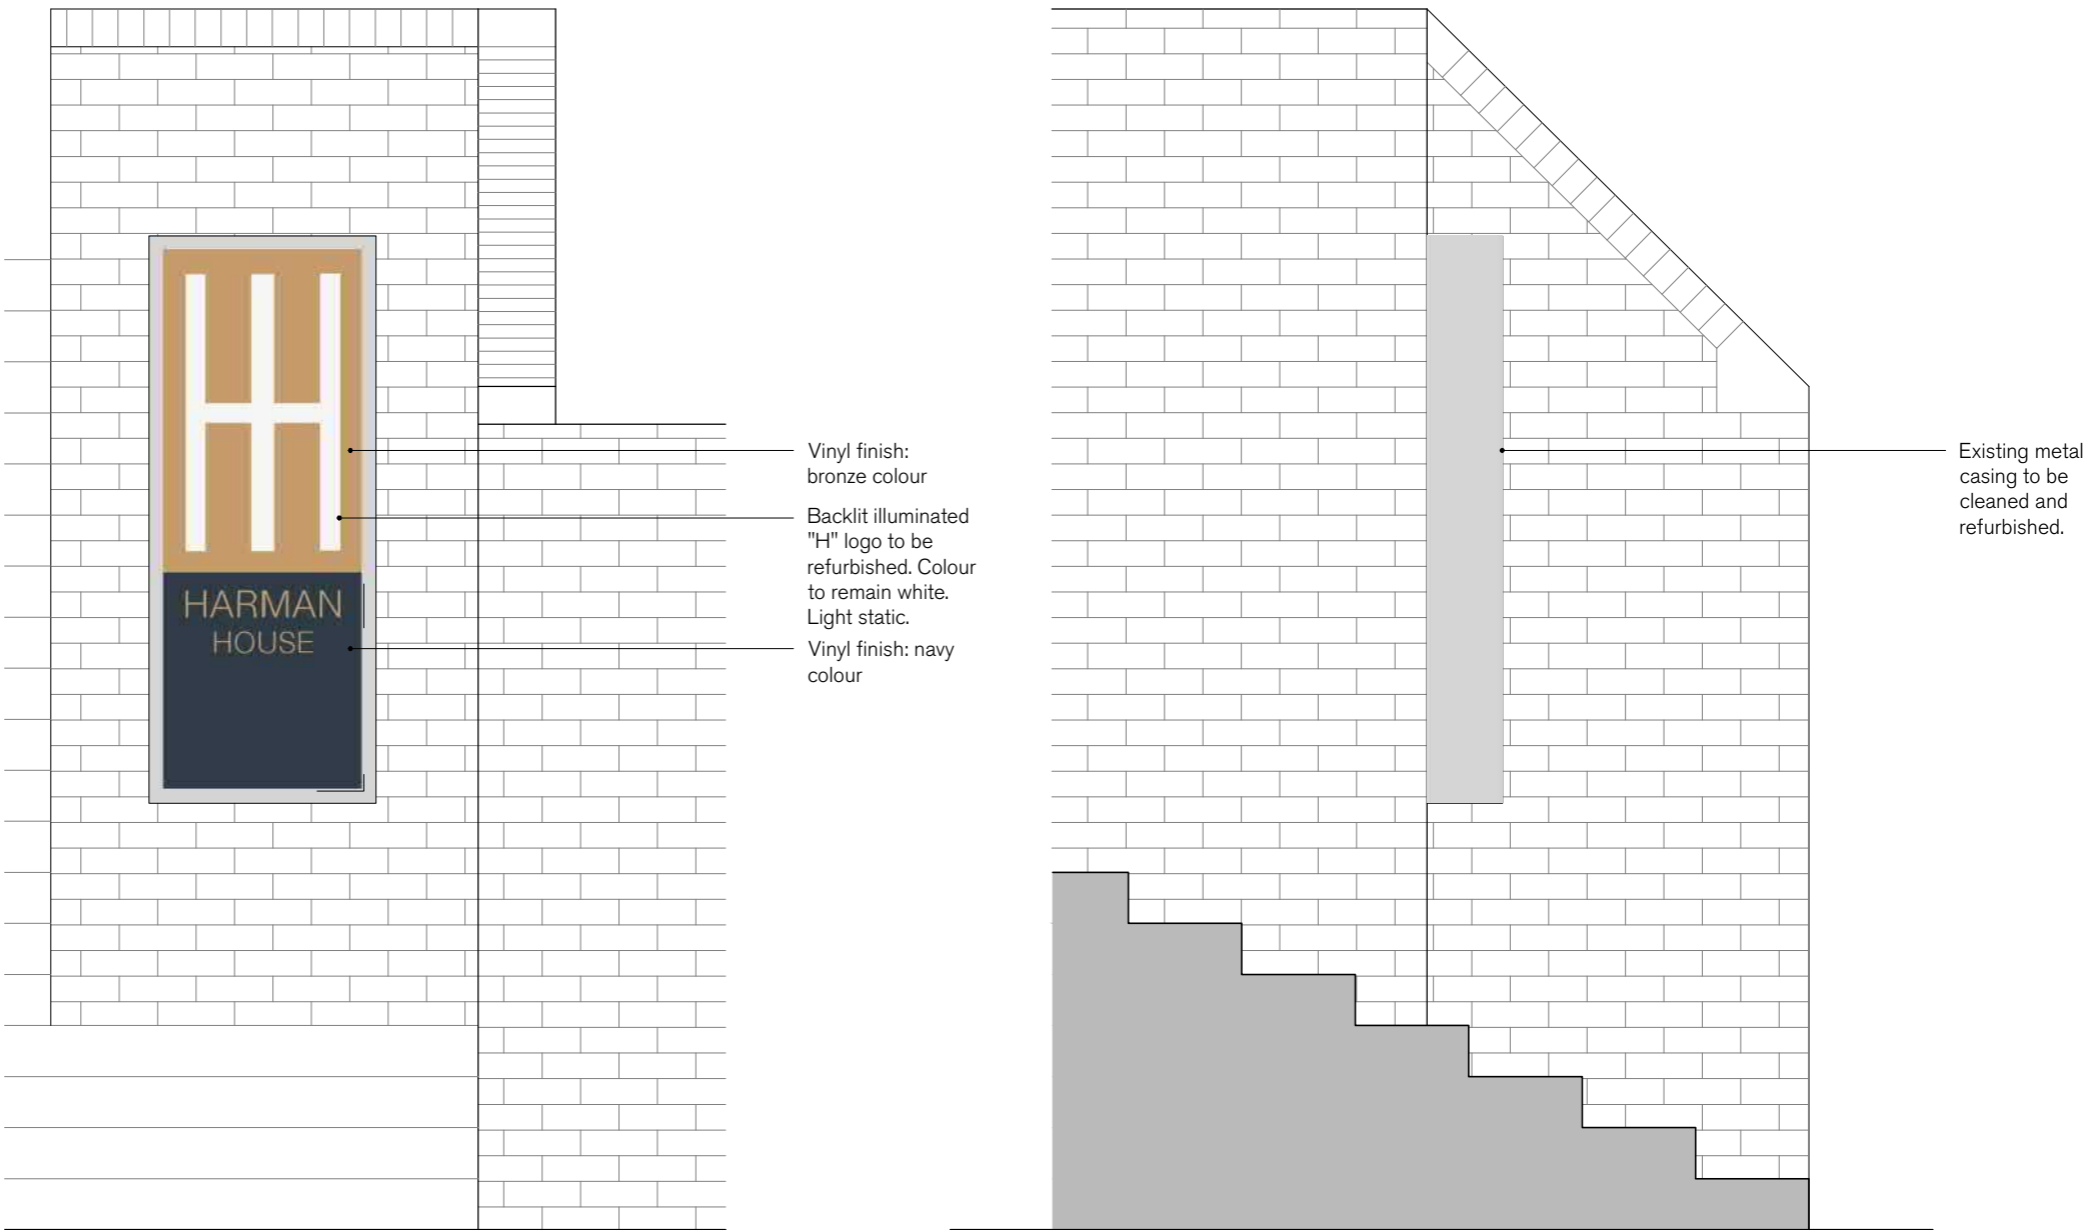 HARMAN
HOUSE
Vinyl finish:
bronze colour
Backlit illuminated
"H" logo to be
refurbished. Colour
to remain white.
Light static.
Vinyl finish: navy
colour
Existing metal
casing to be
cleaned and
refurbished.